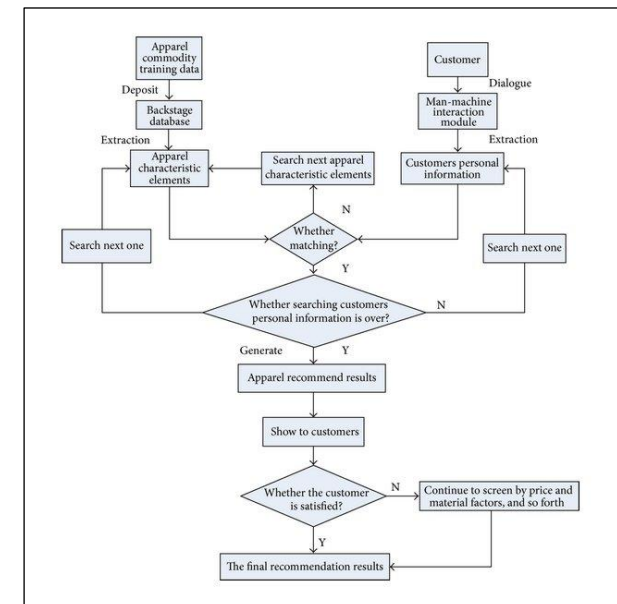 Apparel
commodity
training data
Customer
Deposit
Dialogue
Backstage
database
Man-machine
interaction
module
Extraction
Extraction
Apparel
characteristic
elements
Search next apparel
characteristic elements
Customers personal
information
N
Search next one
Whether
matching?
Search next one
Y
Whether searching customers
personal information is over?
N
Generate
Y
Apparel recommend results
Show to customers
Whether the customer
is satisfied?
N
Continue to screen by price and
material factors, and so forth
Y
The final recommendation results